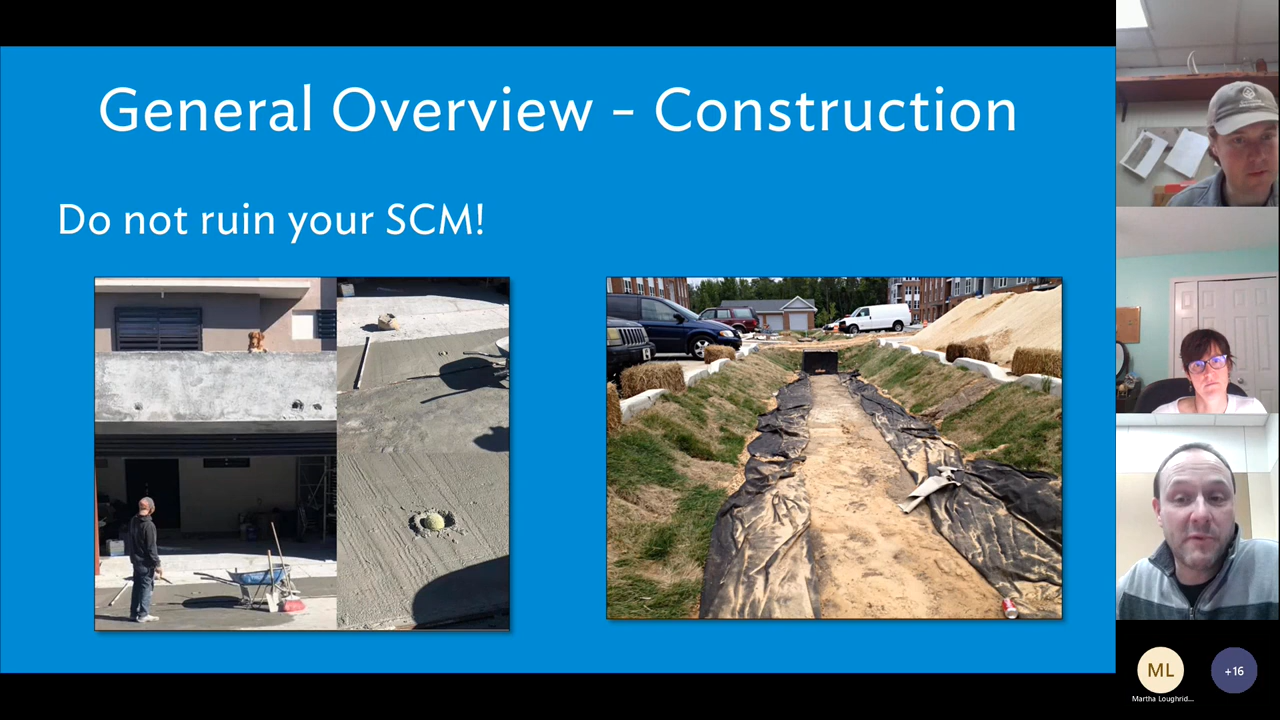 General Overview - Construction
Do not ruin your SCM!
ML
+16
Martha Loughrid...